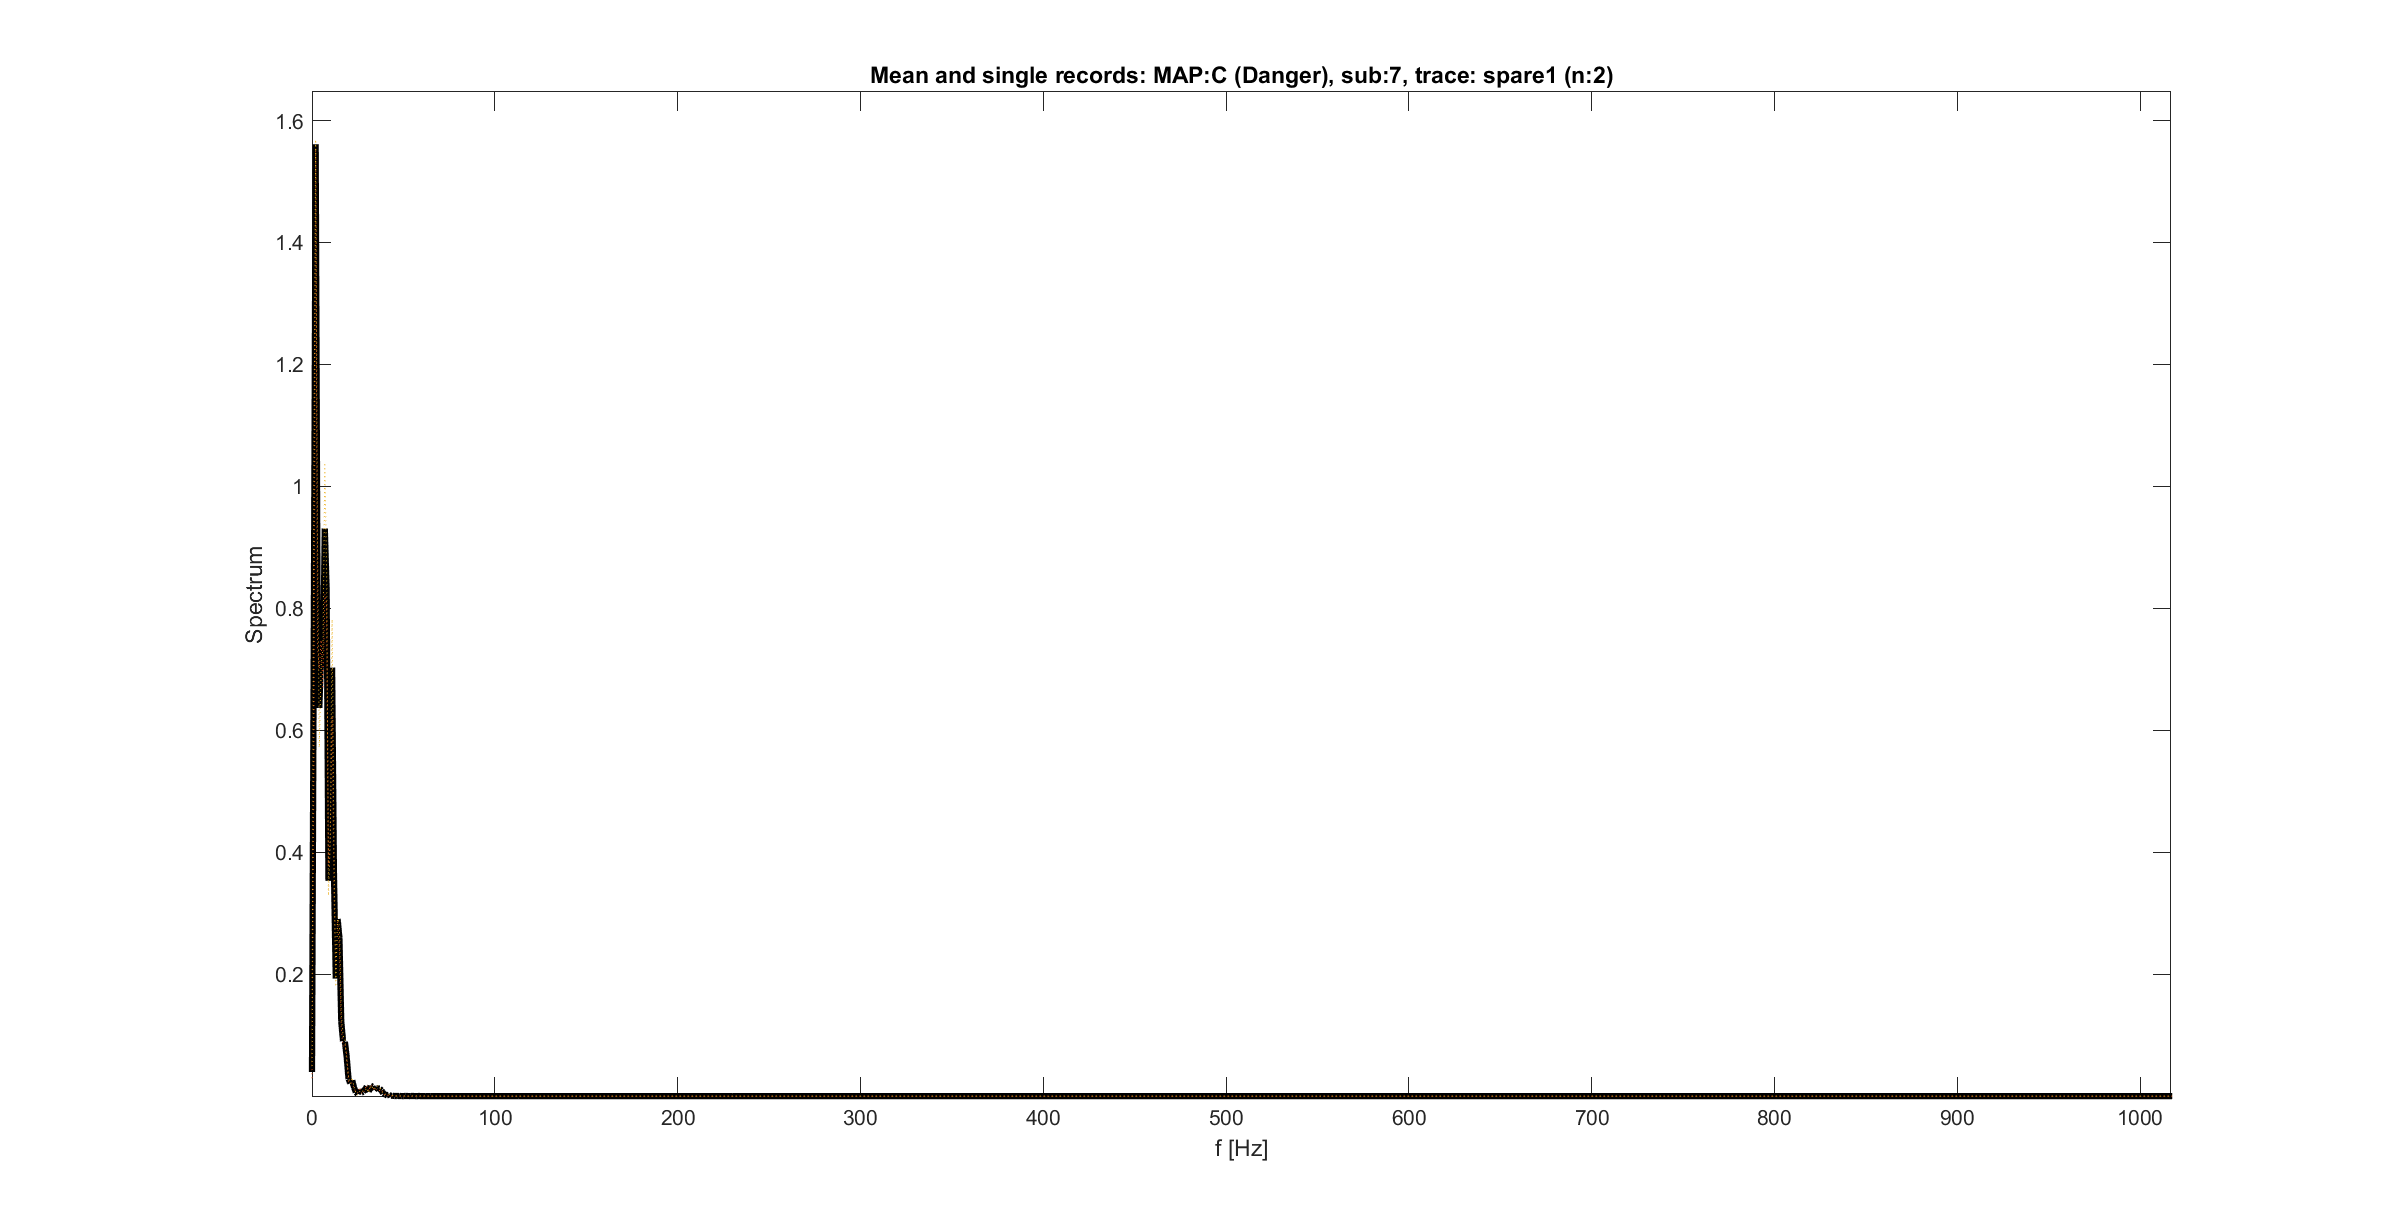 Mean and single records: MAP:C (Danger), sub:7, trace: spare1 (n:2)
1.6
1.4
1.2
1
0.8
0.6
0.4
0.2
Spectrum
0 100 200 300 400 500 600 700 800 900 1000
f [Hz]